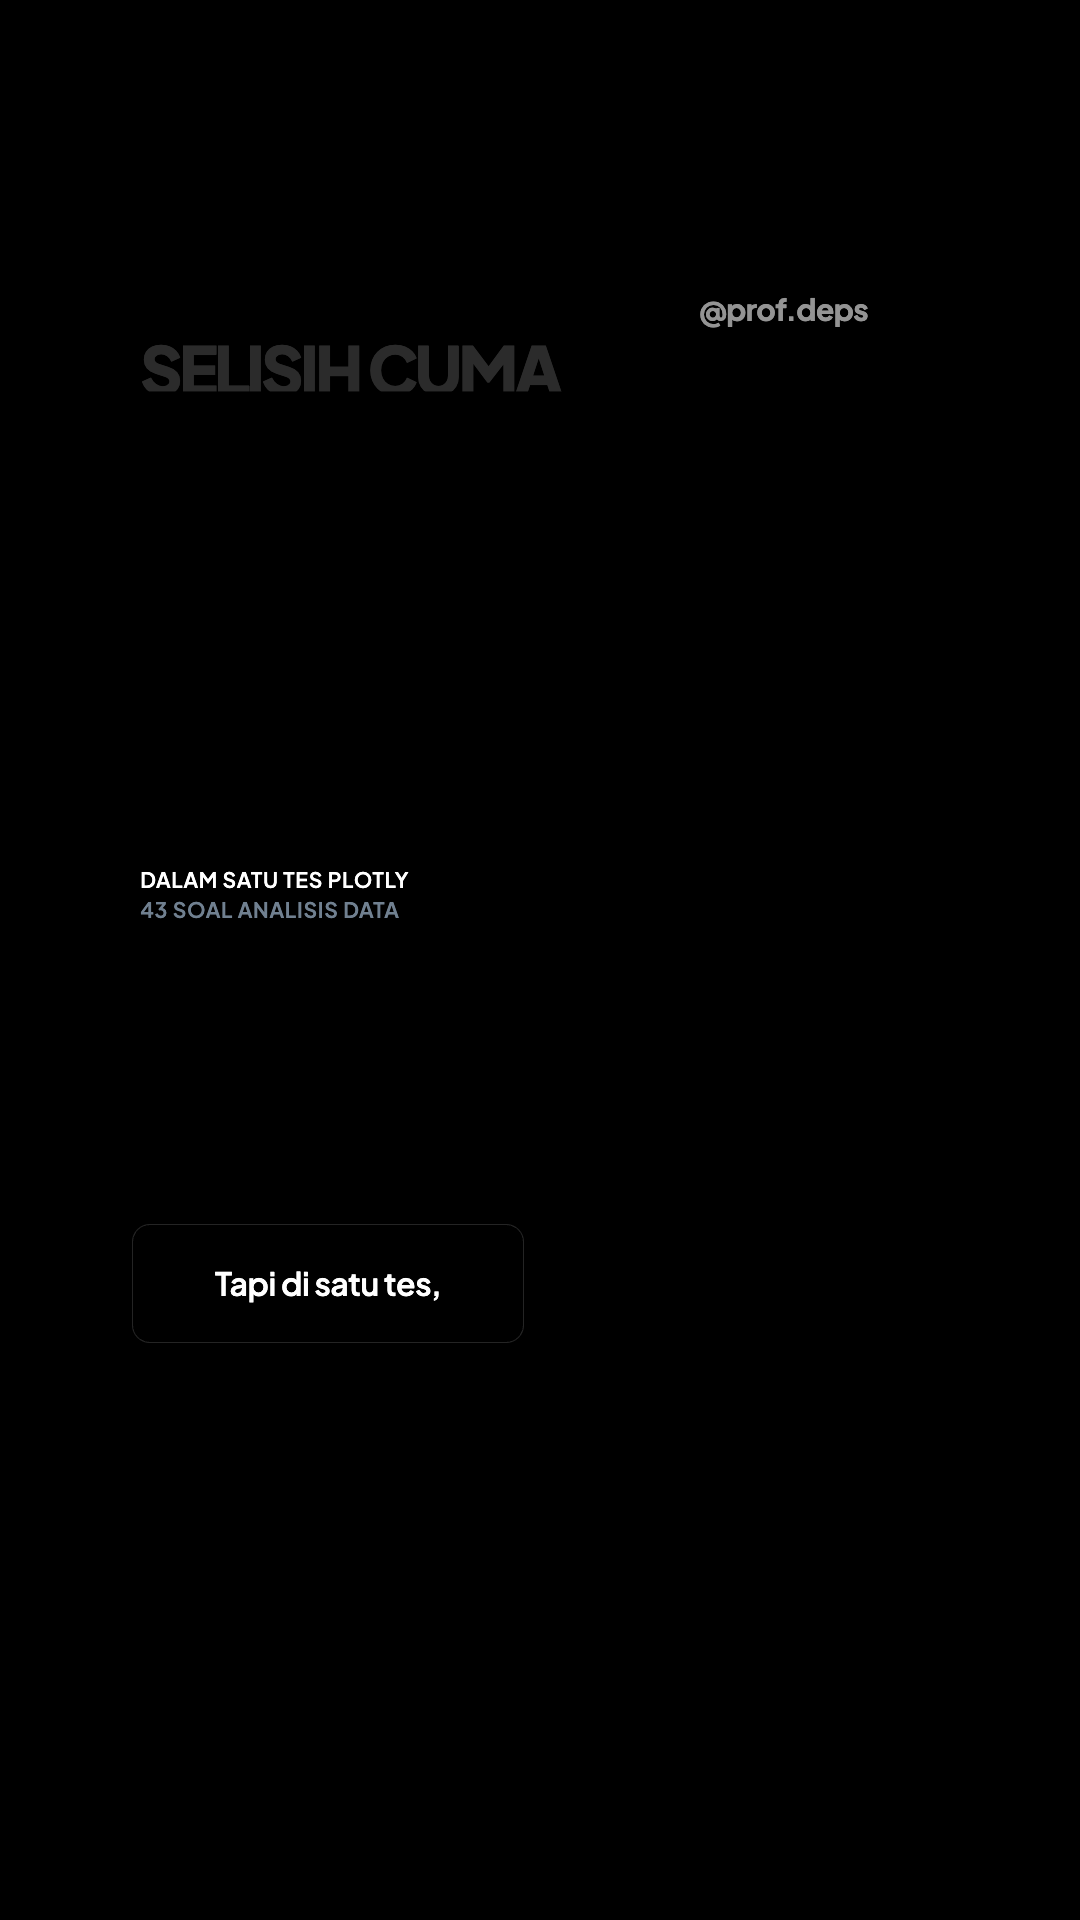 @prof.deps
SELISIH CUMA
DALAM SATU TES PLOTLY
43 SOAL ANALISIS DATA
Tapi di satu tes,